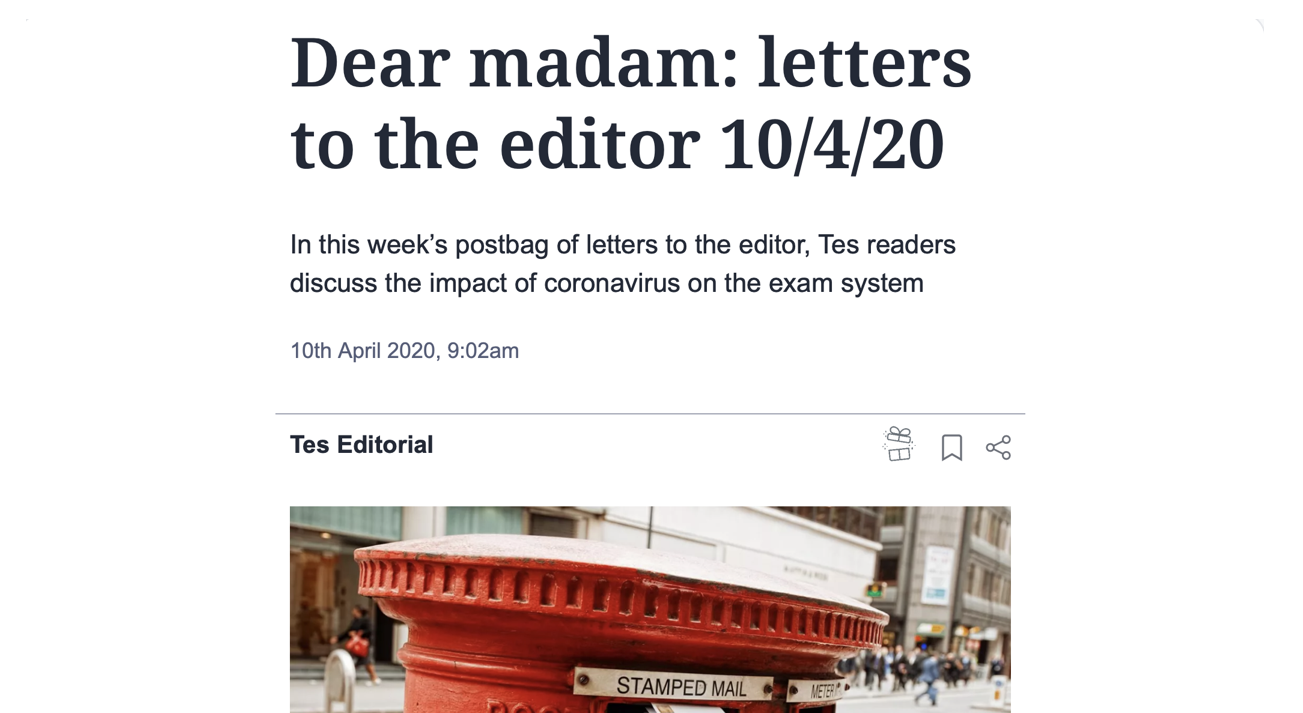 Dear madam: letters
to the editor 10/4/20
In this week’s postbag of letters to the editor, Tes readers
discuss the impact of coronavirus on the exam system
10th April 2020, 9:02am
Tes Editorial
STAMPED MAIL
METER